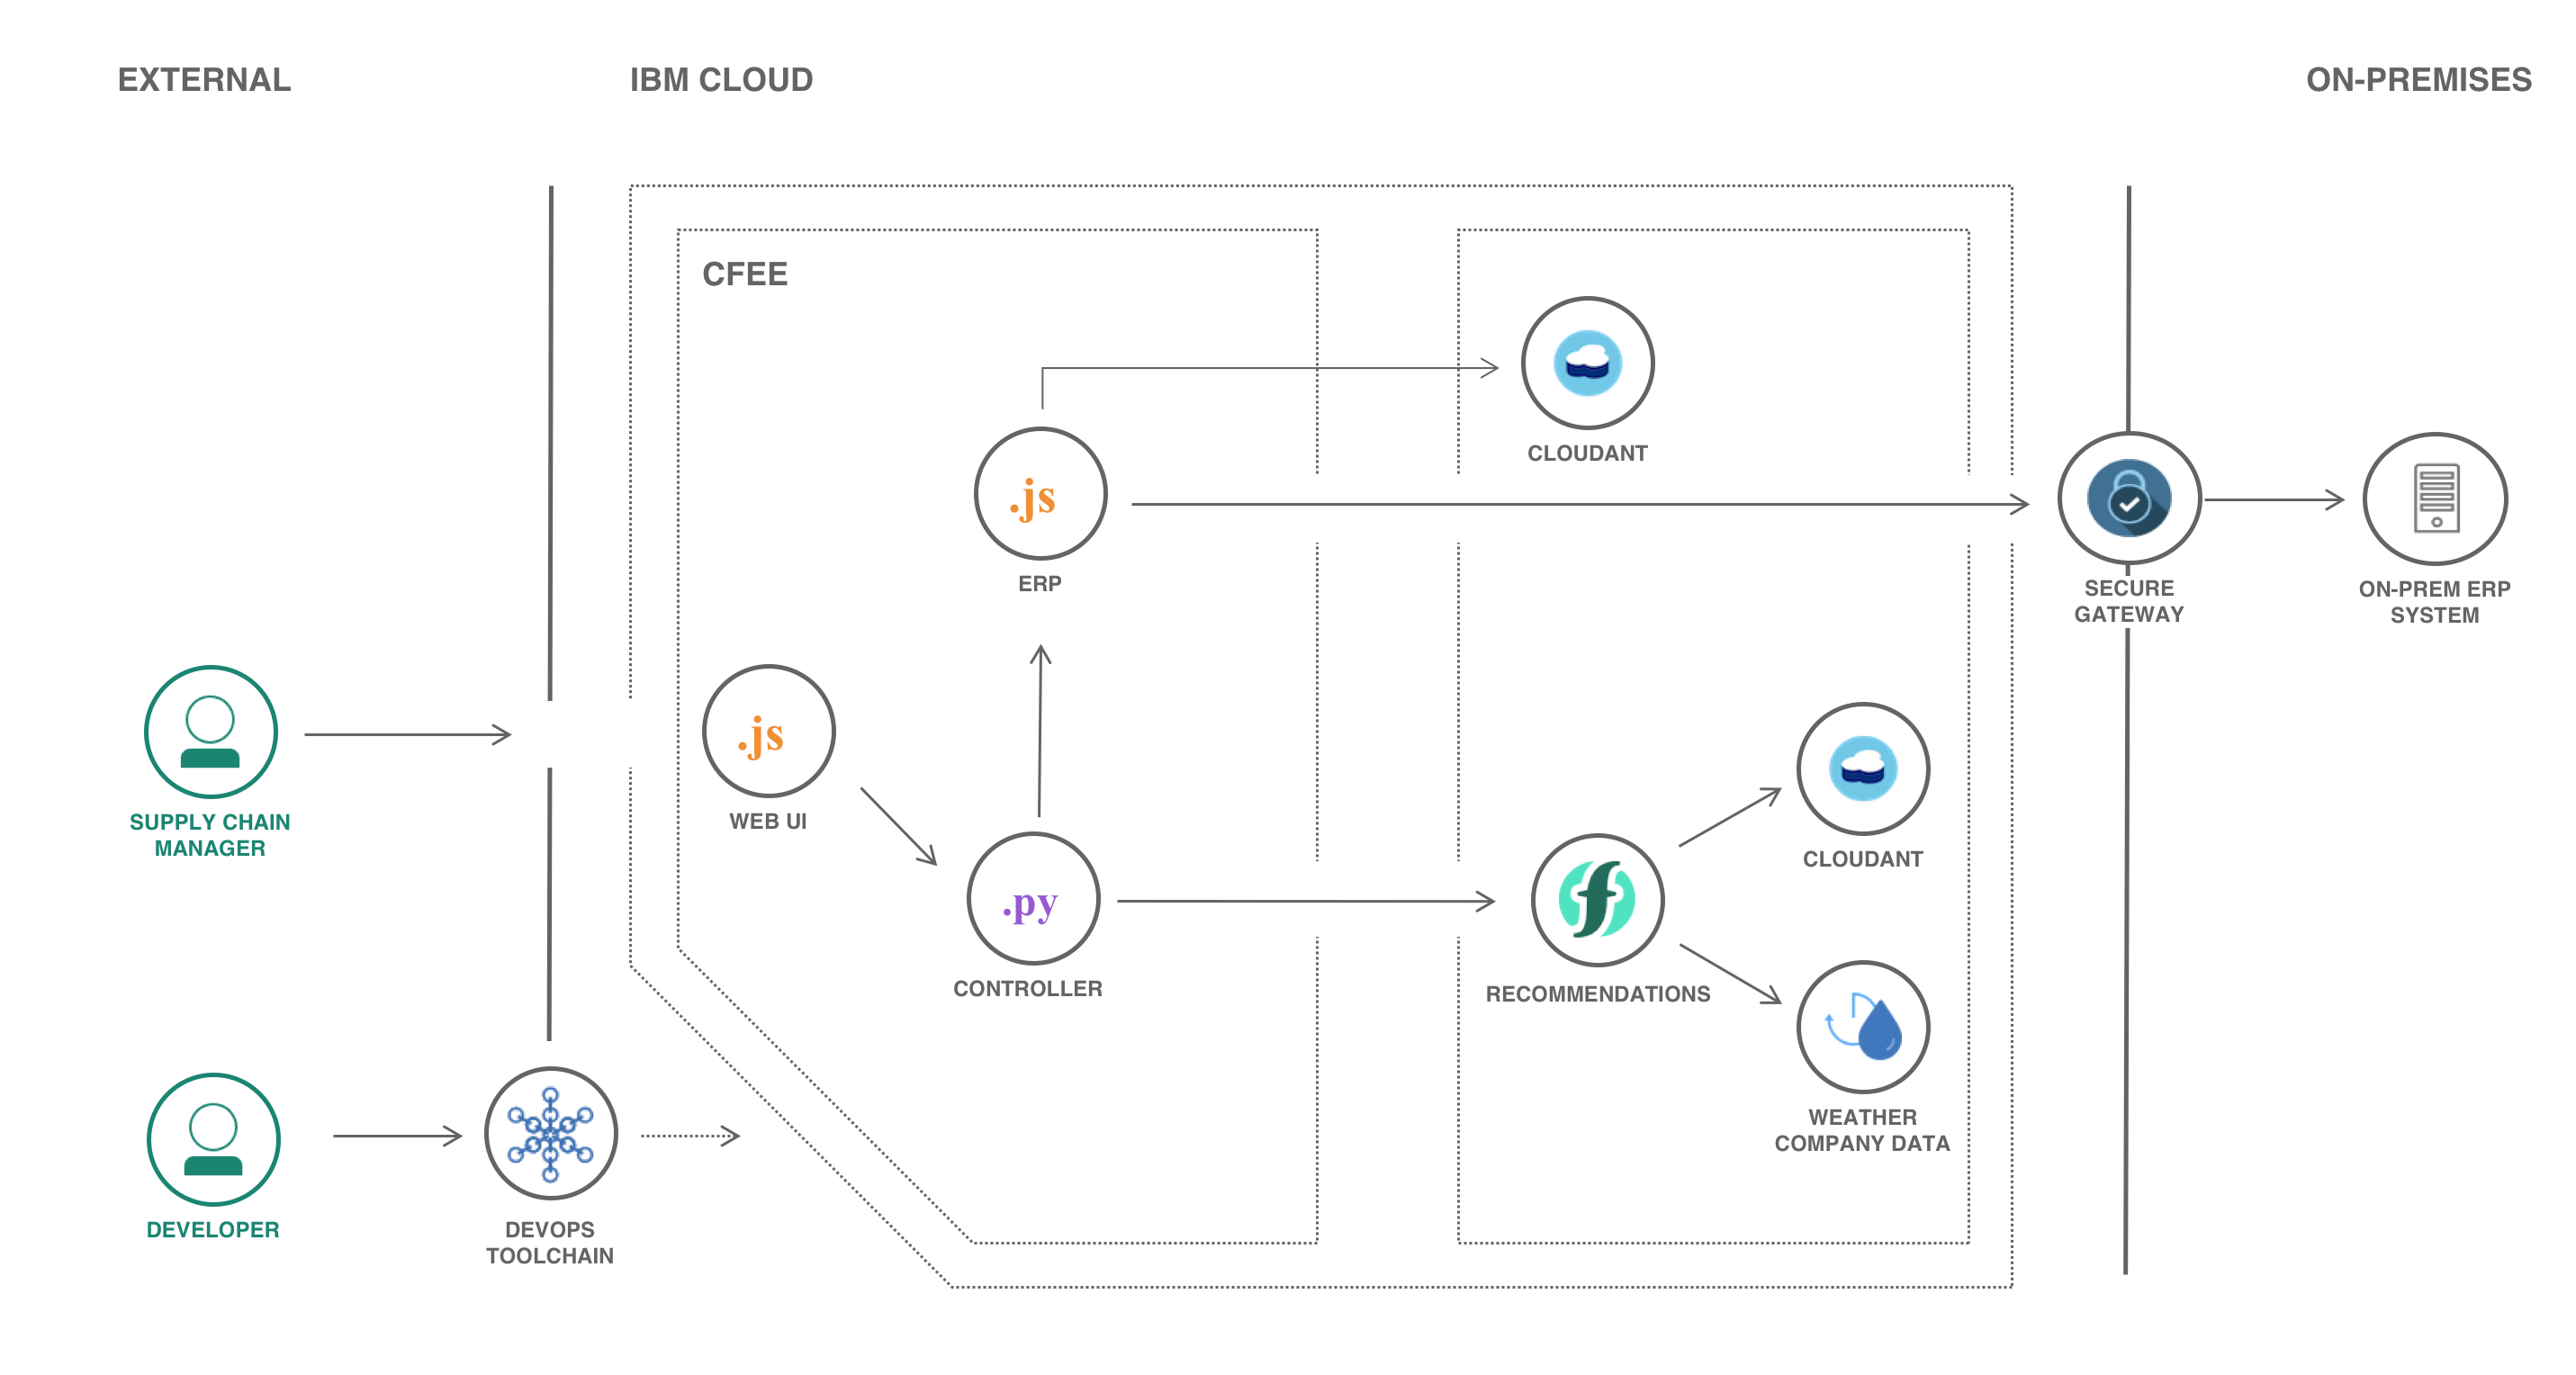 EXTERNAL
IBM CLOUD
ON-PREMISES
CFEE
CLOUDANT
.js
ERP
SECURE
GATEWAY
ON-PREM ERP
SYSTEM
SUPPLY CHAIN
MANAGER
.js
WEB UI
CLOUDANT
.py
CONTROLLER
RECOMMENDATIONS
WEATHER
COMPANY DATA
DEVELOPER
DEVOPS
TOOLCHAIN